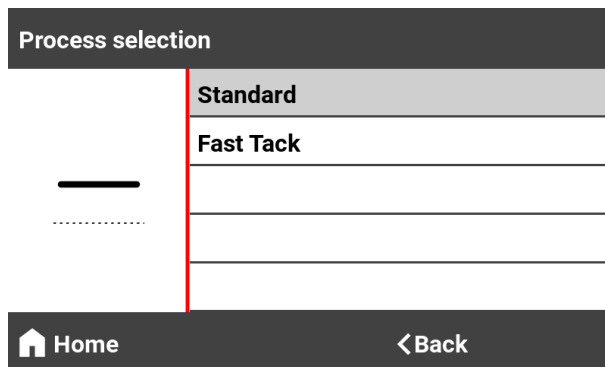 Process selection
Standard
Fast Tack
Home
Back